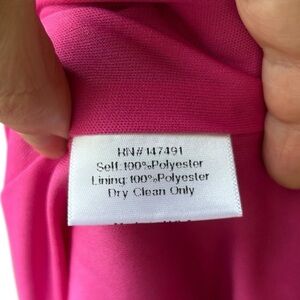 RN# 147491
Self: 100% Polyester
Lining: 100% Polyester
Dry Clean Only